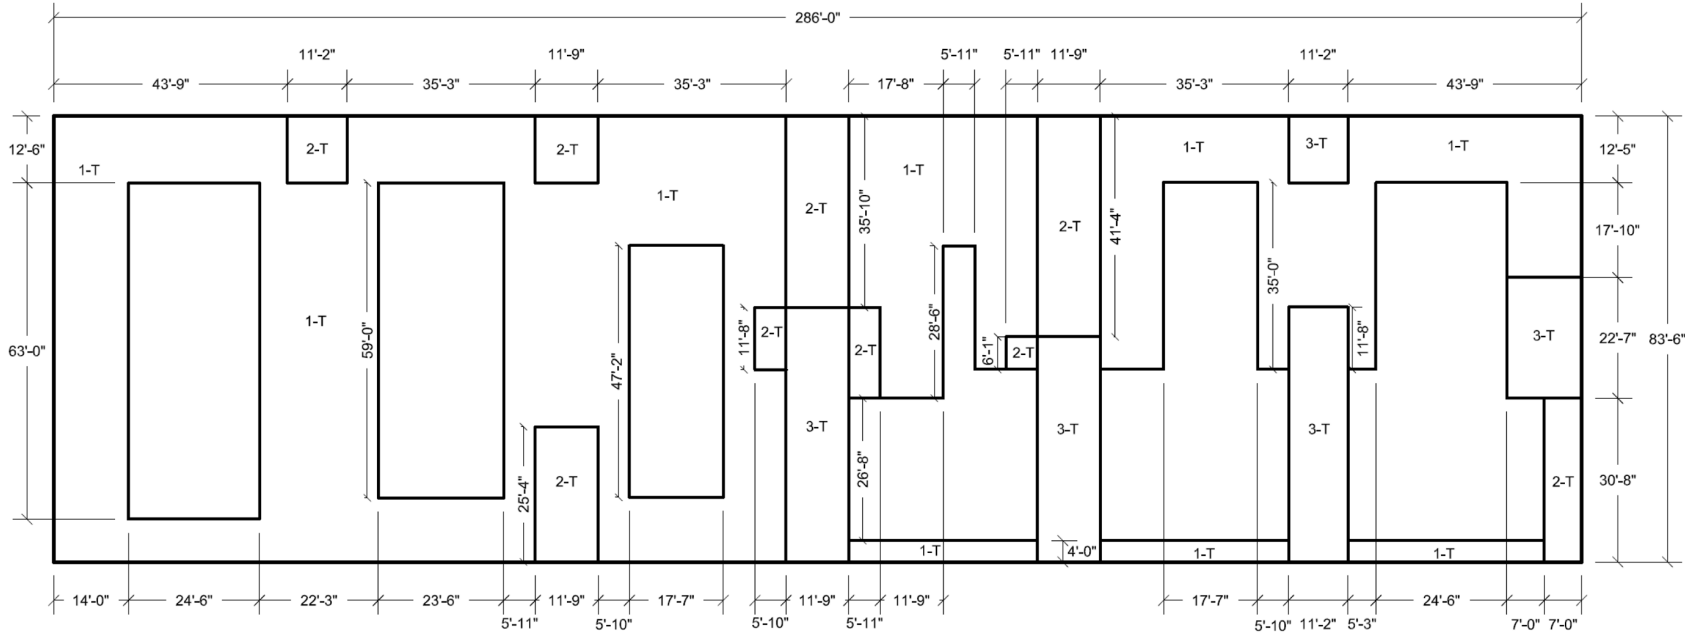 286'-0"
11'-2" 11'-9" 5'-11" 5'-11" 11'-9" 11'-2"
43'-9" 35'-3" 35'-3" 17'-8" 35'-3" 43'-9"
12'-6" 2-T 2-T 1-T 3-T 1-T 12'-5"
1-T 1-T 1-T
2-T 35'-10" 2-T 41'-4" 17'-10"
35'-0"
1-T 59'-0" 47'-2" 11'-8" 2-T 2-T 28'-6" 6'-1" 2-T 11'-8" 3-T
63'-0" 22'-7" 83'-6"
3-T 3-T 3-T
25'-4" 2-T 26'-8" 2-T 30'-8"
1-T 4'-0" 1-T 1-T
14'-0" 24'-6" 22'-3" 23'-6" 11'-9" 17'-7" 11'-9" 11'-9" 17'-7" 24'-6"
5'-11" 5'-10" 5'-10" 5'-11" 5'-10" 11'-2" 5'-3" 7'-0" 7'-0"